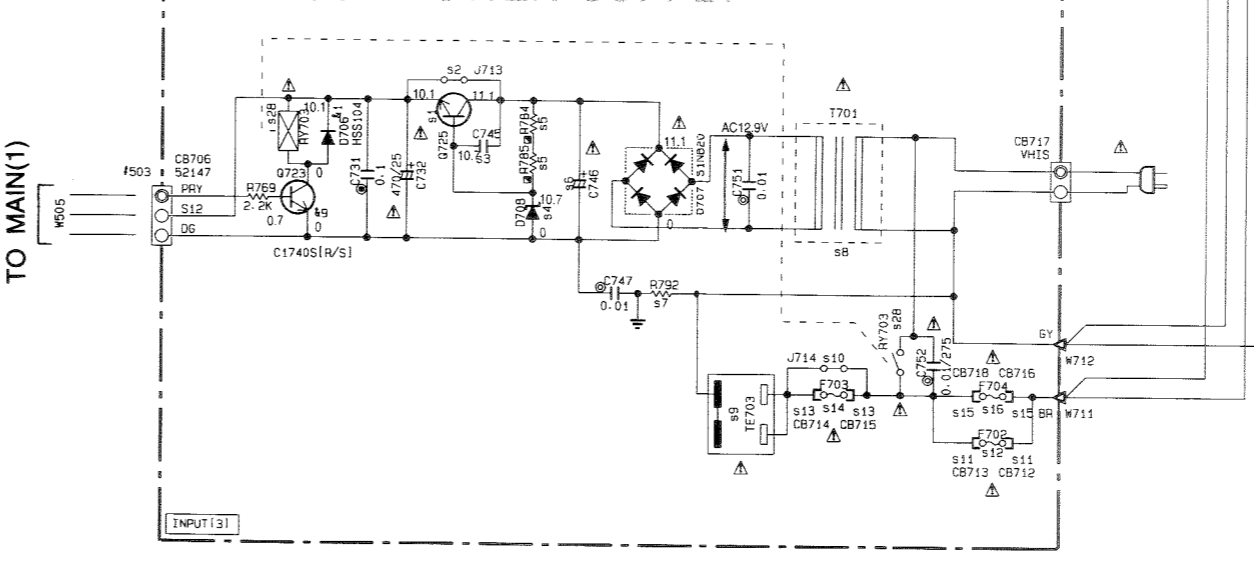 TO MAIN(1)
W505
#503
CB706
52147
PRY
S12
DG
R769
2.2K
0.7
Q723
&9
0
0
C1740S[R/S]
s28
RY703
10.1
D706
&1
HSS104
C731
0.1
470/25
C732
s2 J713
10.1
11.1
s1
Q725
C745
s3
10.7
R784
s5
R785
s5
D708
s4
10.7
0
s6
C746
11.1
D707 S1NB20
0
AC12.9V
C751
0.01
T701
s8
CB717
VHIS
C747
0.01
R792
s7
RY703
s28
C752
0.01/275
GY
W712
J714 s10
F703
s13 s14 s13
CB714 CB715
s9
TE703
CB718 CB716
F704
s15 s16 s15 BR W711
F702
s11 s12 s11
CB713 CB712
INPUT[3]